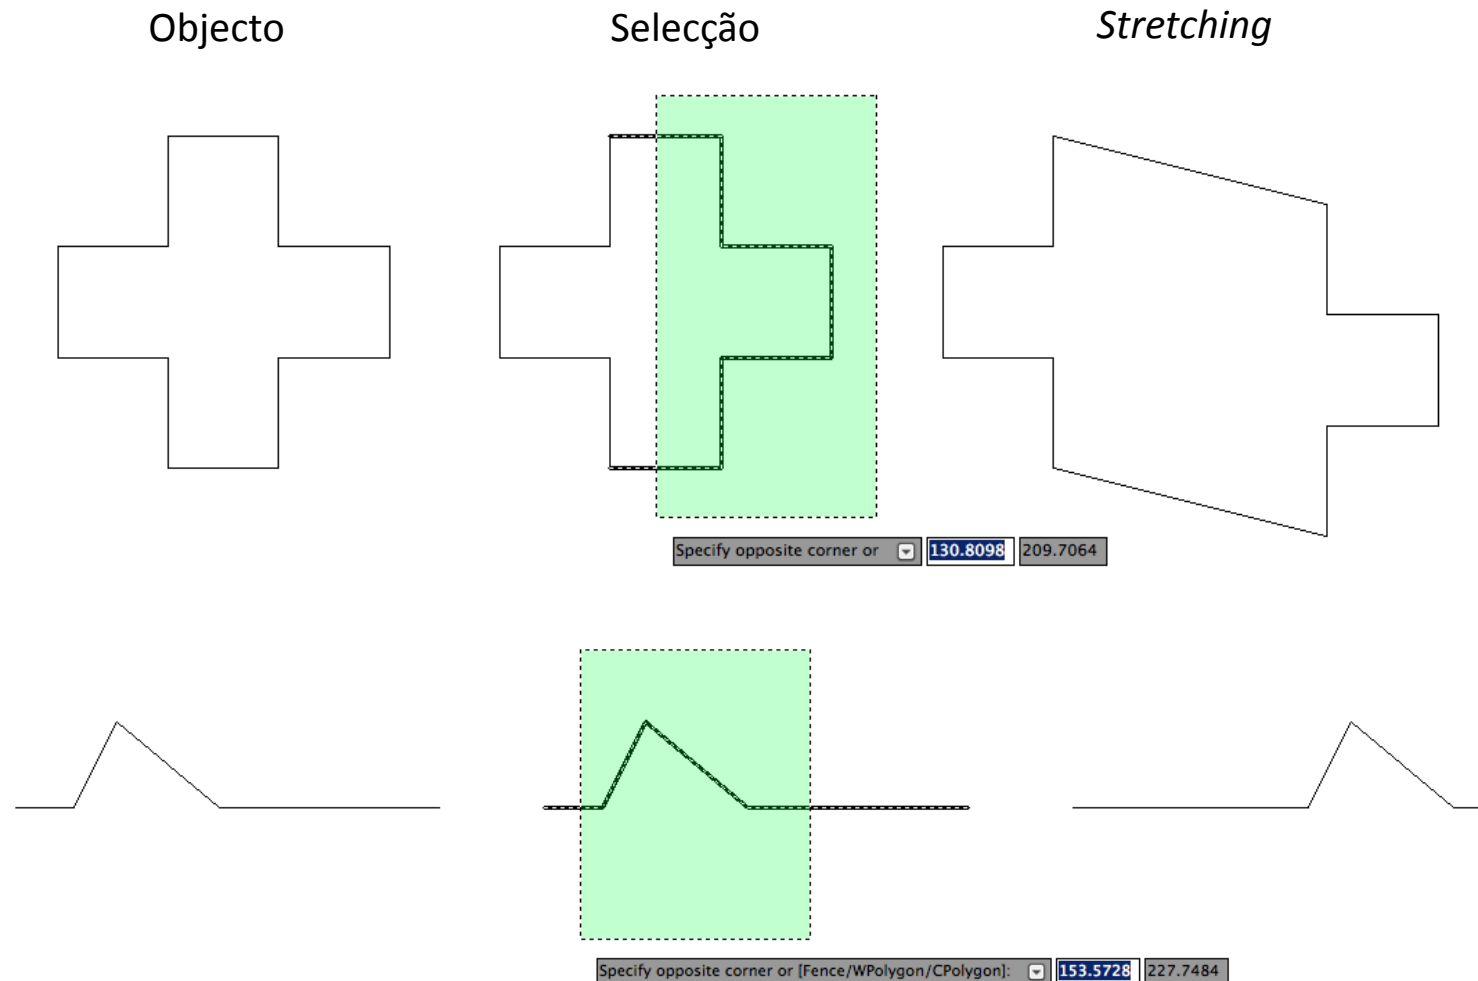 Objecto
Selecção
Stretching
Specify opposite corner or 130.8098 209.7064
Specify opposite corner or [Fence/WPolygon/CPolygon]: 153.5728 227.7484